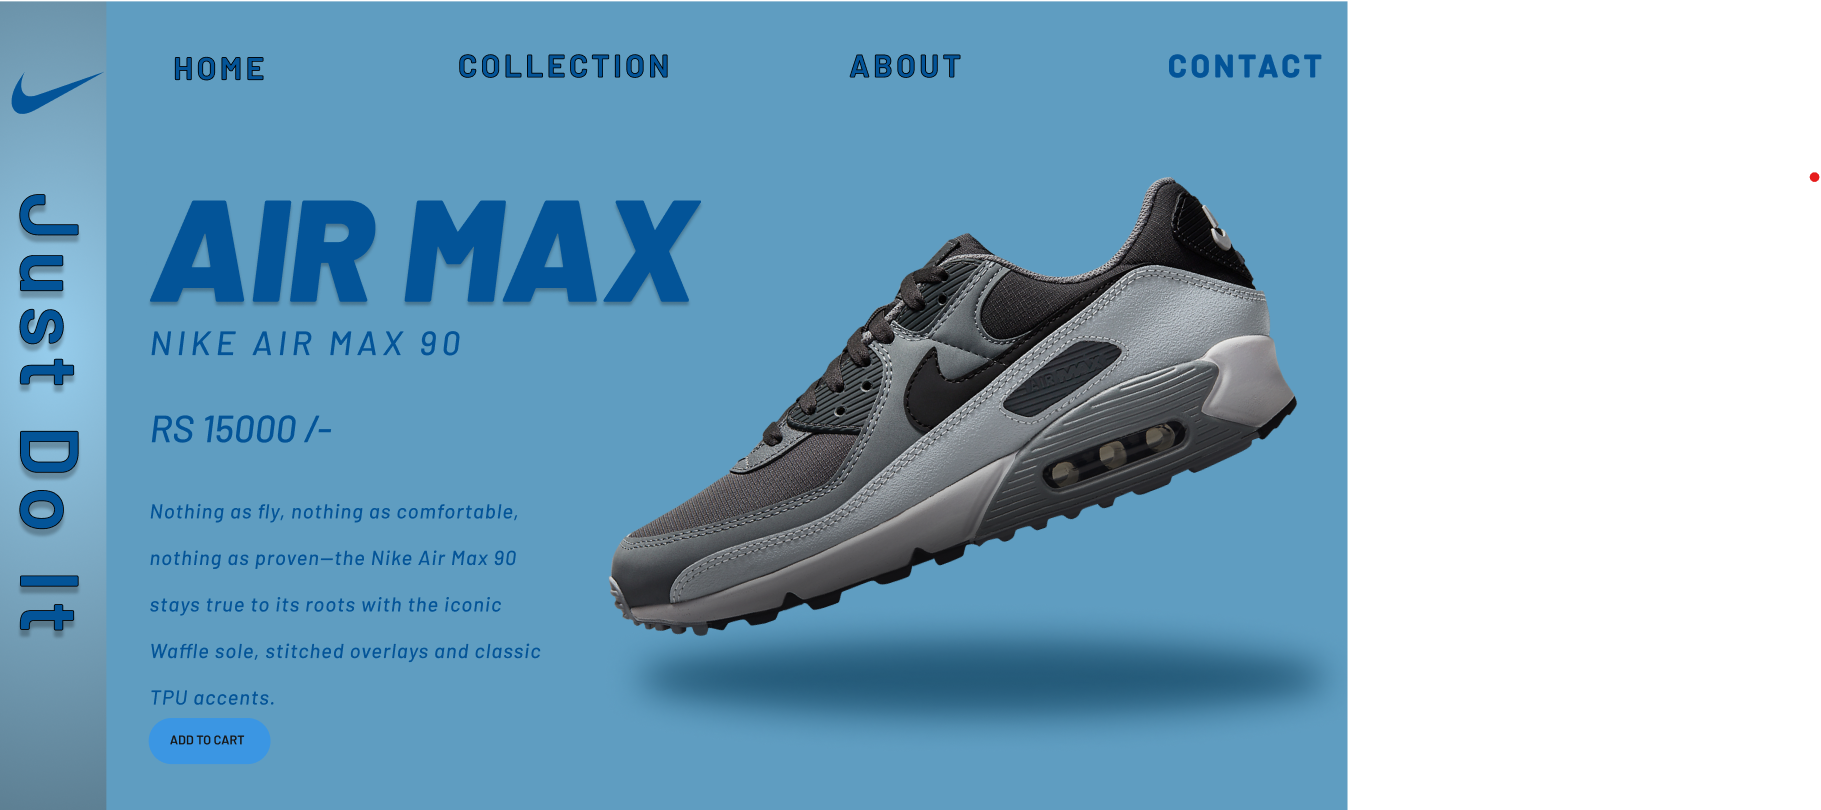 HOME COLLECTION ABOUT CONTACT
Just Do It
AIR MAX
NIKE AIR MAX 90
RS 15000 /-
Nothing as fly, nothing as comfortable,
nothing as proven—the Nike Air Max 90
stays true to its roots with the iconic
Waffle sole, stitched overlays and classic
TPU accents.
ADD TO CART
AIR MAX